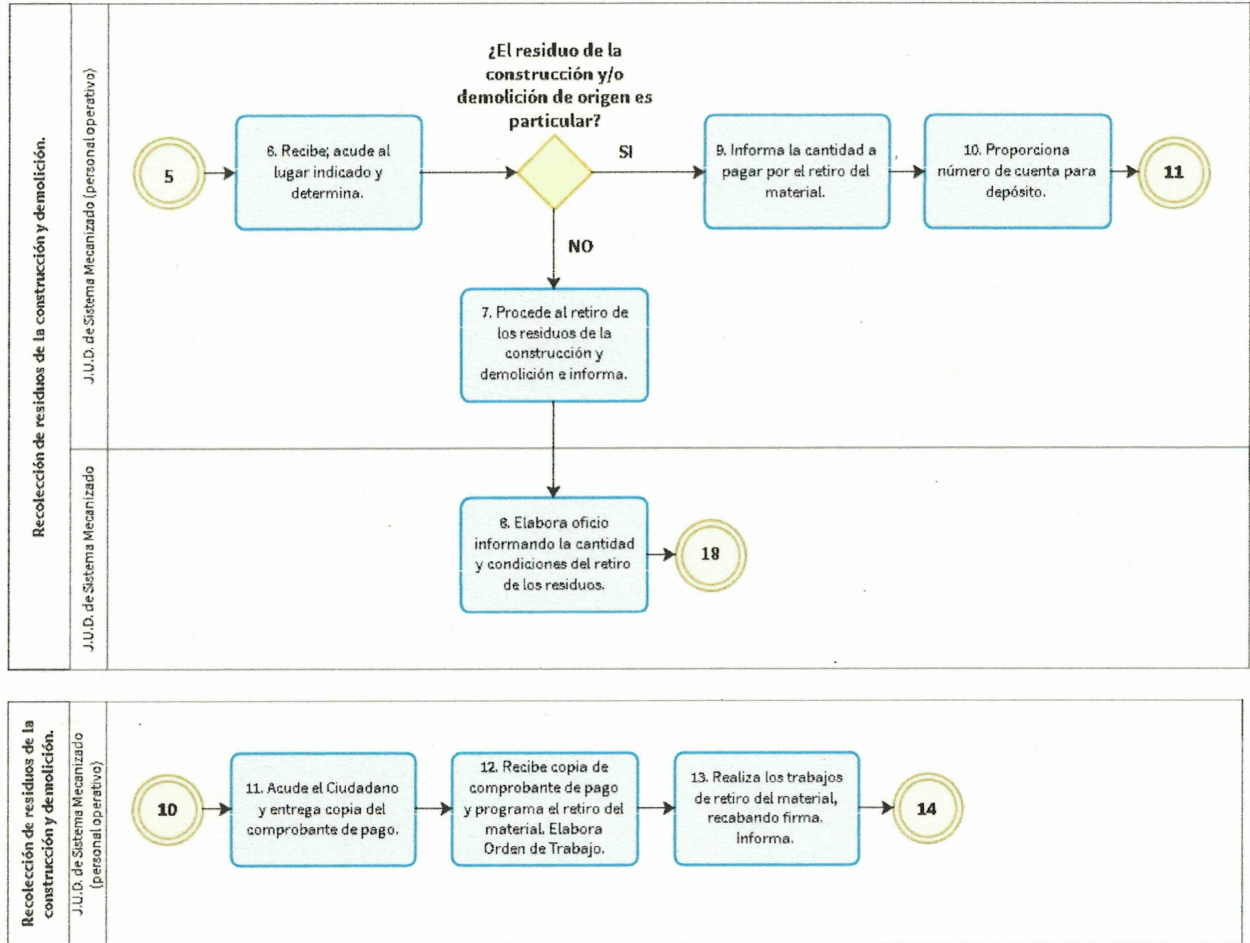 Recolección de residuos de la construcción y demolición.
J.U.D. de Sistema Mecanizado (personal operativo)
¿El residuo de la
construcción y/o
demolición de origen es
particular?
5
6. Recibe; acude al
lugar indicado y
determina.
SI
9. Informa la cantidad a
pagar por el retiro del
material.
10. Proporciona
número de cuenta para
depósito.
11
NO
7. Procede al retiro de
los residuos de la
construcción y
demolición e informa.
J.U.D. de Sistema Mecanizado
8. Elabora oficio
informando la cantidad
y condiciones del retiro
de los residuos.
18
Recolección de residuos de la
construcción y demolición.
J.U.D. de Sistema Mecanizado
(personal operativo)
10
11. Acude el Ciudadano
y entrega copia del
comprobante de pago.
12. Recibe copia de
comprobante de pago
y programa el retiro del
material. Elabora
Orden de Trabajo.
13. Realiza los trabajos
de retiro del material,
recabando firma.
Informa.
14